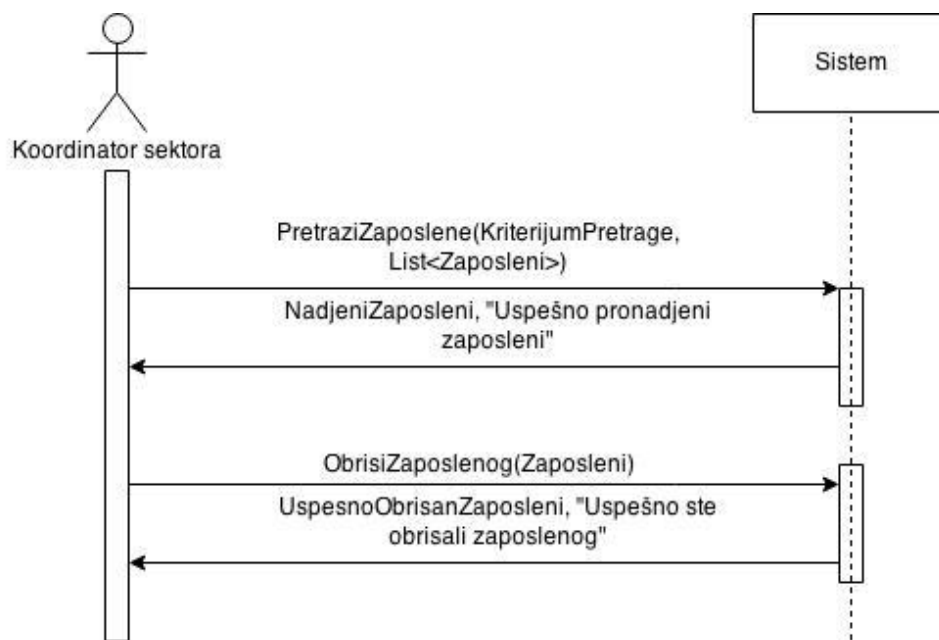 Sistem
Koordinator sektora
PretraziZaposlene(KriterijumPretrage,
List<Zaposleni>)
NadjeniZaposleni, "Uspešno pronadjeni
zaposleni"
ObrisiZaposlenog(Zaposleni)
UspesnoObrisanZaposleni, "Uspešno ste
obrisali zaposlenog"